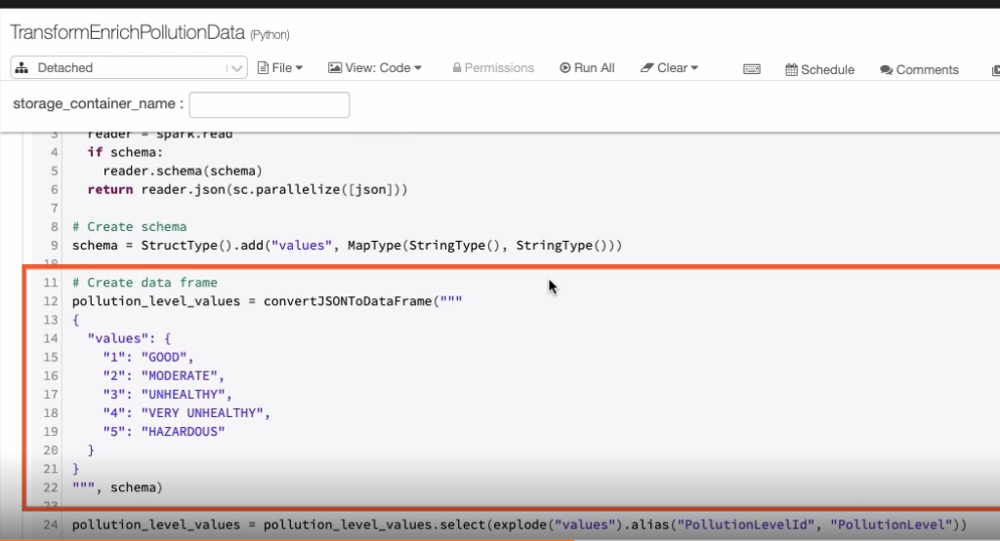 TransformEnrichPollutionData (Python)
Detached File View: Code Permissions Run All Clear Schedule Comments
storage_container_name :
3 reader = spark.read
4 if schema:
5 reader.schema(schema)
6 return reader.json(sc.parallelize([json]))
7
8 # Create schema
9 schema = StructType().add("values", MapType(StringType(), StringType()))
10
11 # Create data frame
12 pollution_level_values = convertJSONToDataFrame("""
13 {
14 "values": {
15 "1": "GOOD",
16 "2": "MODERATE",
17 "3": "UNHEALTHY",
18 "4": "VERY UNHEALTHY",
19 "5": "HAZARDOUS"
20 }
21 }
22 """, schema)
23
24 pollution_level_values = pollution_level_values.select(explode("values").alias("PollutionLevelId", "PollutionLevel"))